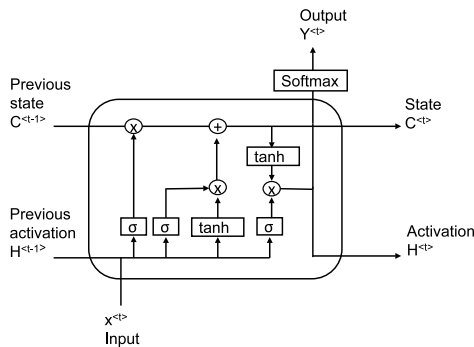 Output
Y<t>
Softmax
Previous
state
C<t-1>
State
C<t>
x
+
tanh
x
x
Previous
activation
H<t-1>
σ
σ
tanh
σ
Activation
H<t>
x<t>
Input